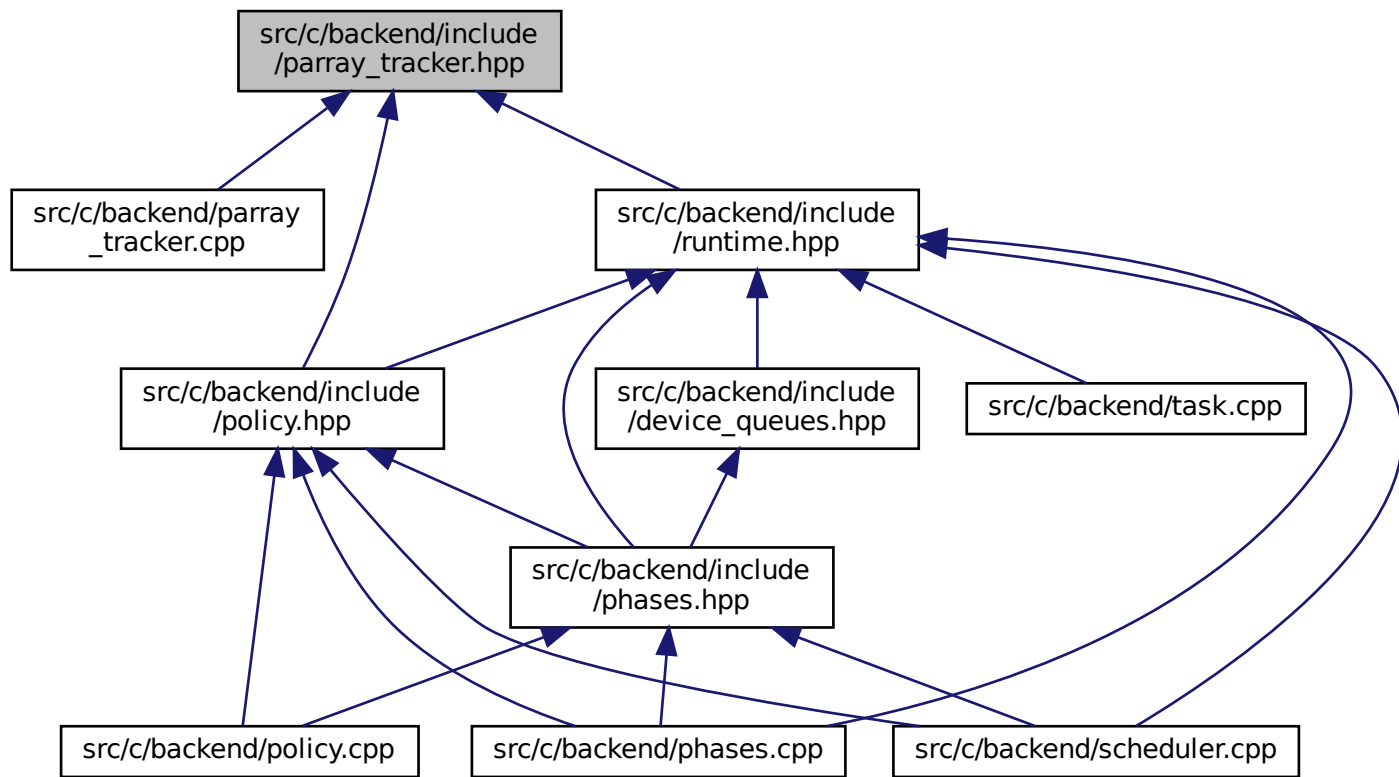 src/c/backend/include
/parray_tracker.hpp
src/c/backend/parray
_tracker.cpp
src/c/backend/include
/runtime.hpp
src/c/backend/include
/policy.hpp
src/c/backend/include
/device_queues.hpp
src/c/backend/task.cpp
src/c/backend/include
/phases.hpp
src/c/backend/policy.cpp
src/c/backend/phases.cpp
src/c/backend/scheduler.cpp